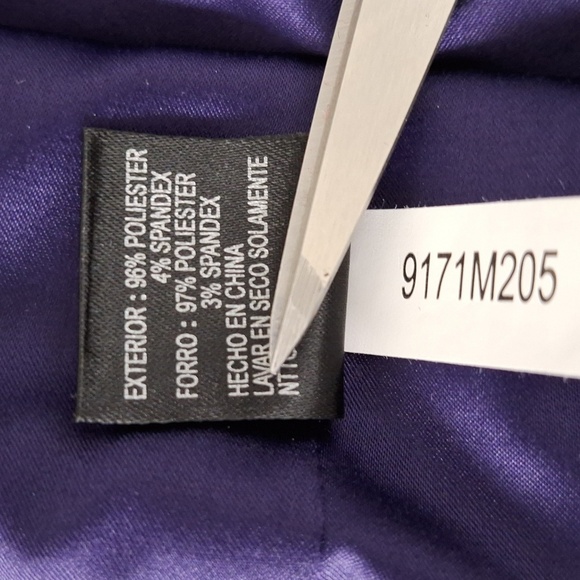 EXTERIOR : 96% POLIESTER
4% SPANDEX
FORRO : 97% POLIESTER
3% SPANDEX
HECHO EN CHINA
LAVAR EN SECO SOLAMENTE
9171M205